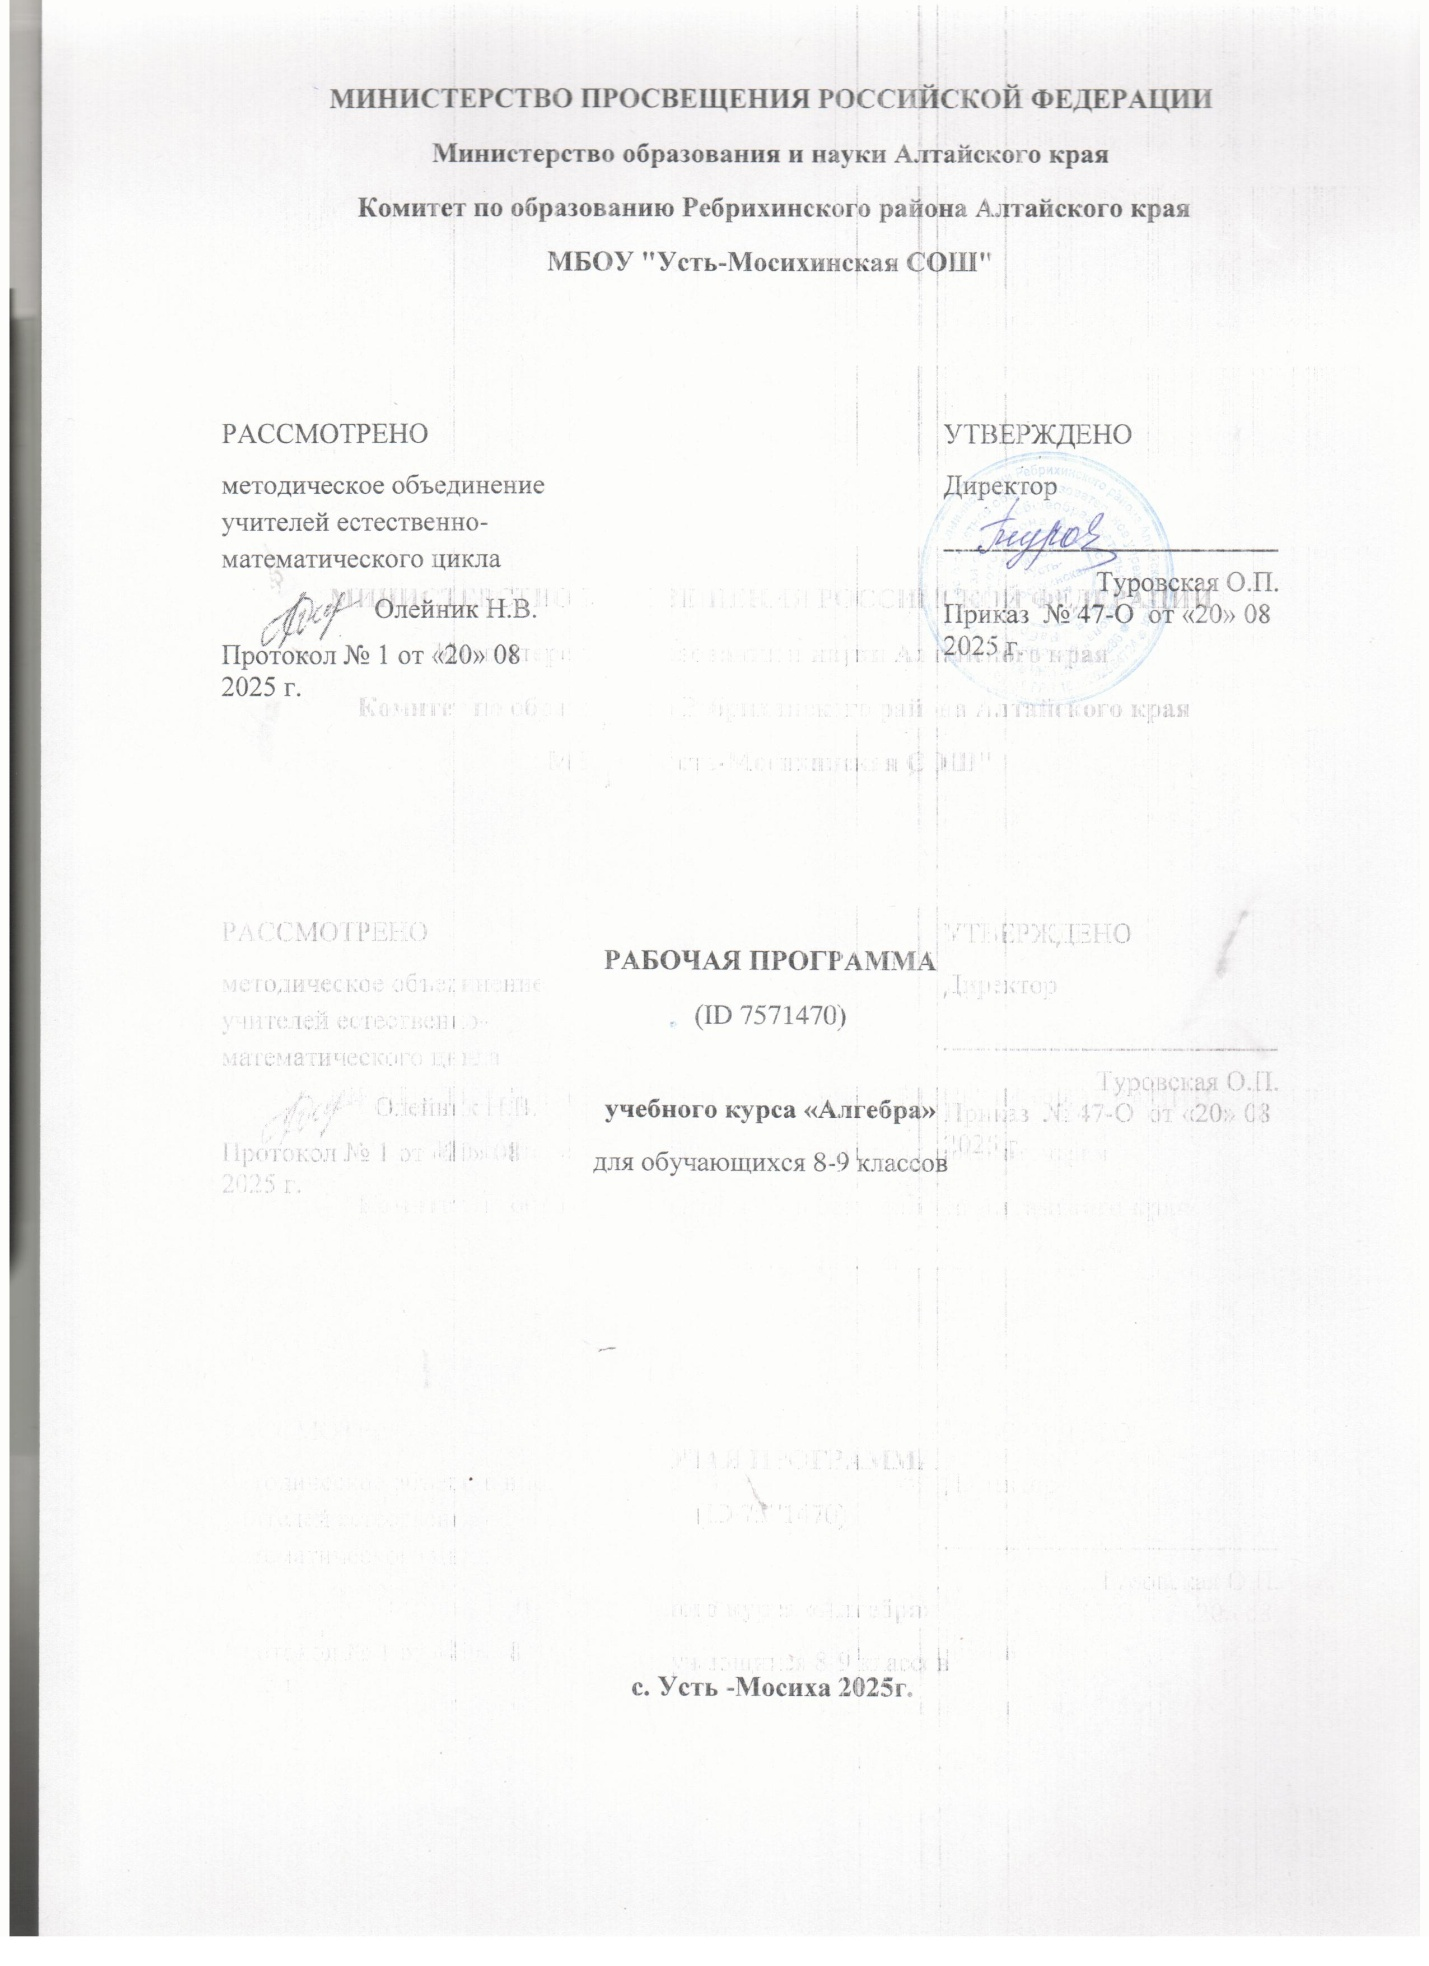 МИНИСТЕРСТВО ПРОСВЕЩЕНИЯ РОССИЙСКОЙ ФЕДЕРАЦИИ
Министерство образования и науки Алтайского края
Комитет по образованию Ребрихинского района Алтайского края
МБОУ "Усть-Мосихинская СОШ"
РАССМОТРЕНО
методическое объединение
учителей естественно-
математического цикла
Олейник Н.В.
Протокол № 1 от «20» 08
2025 г.
УТВЕРЖДЕНО
Директор
Туровская О.П.
Приказ № 47-О от «20» 08
2025 г.
РАБОЧАЯ ПРОГРАММА
(ID 7571470)
учебного курса «Алгебра»
для обучающихся 8-9 классов
с. Усть -Мосиха 2025г.